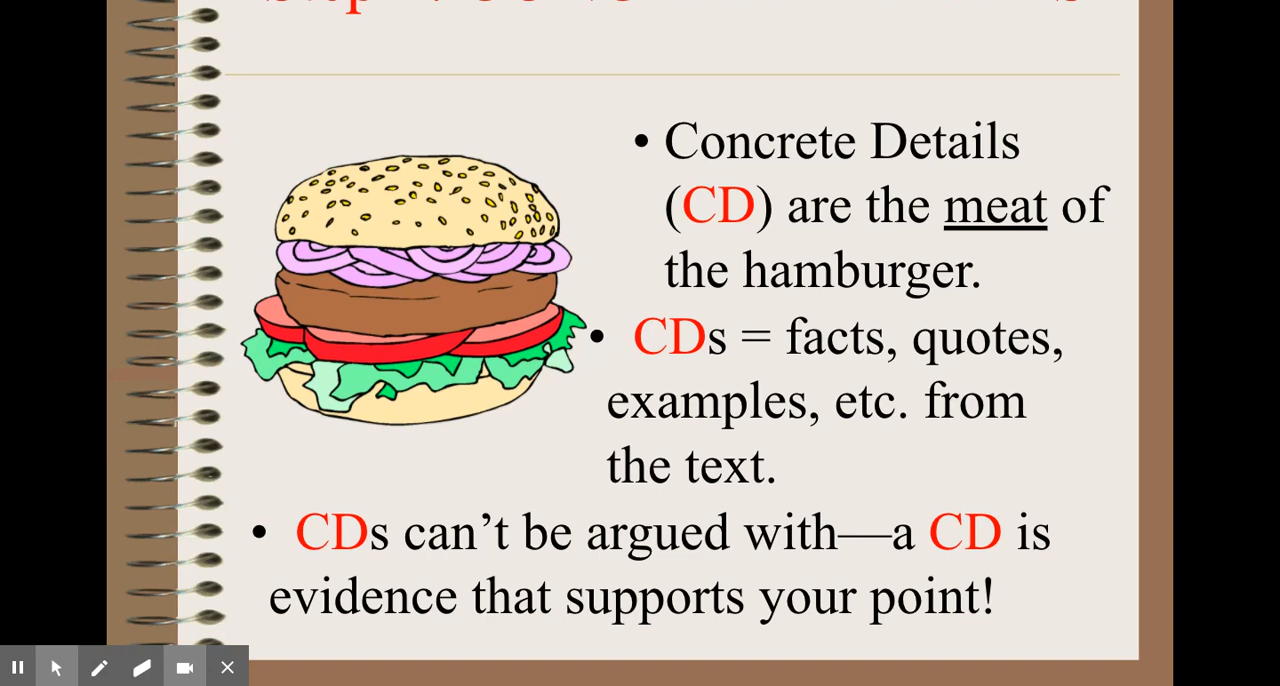 • Concrete Details
(CD) are the meat of
the hamburger.
• CDs = facts, quotes,
examples, etc. from
the text.
• CDs can’t be argued with—a CD is
evidence that supports your point!